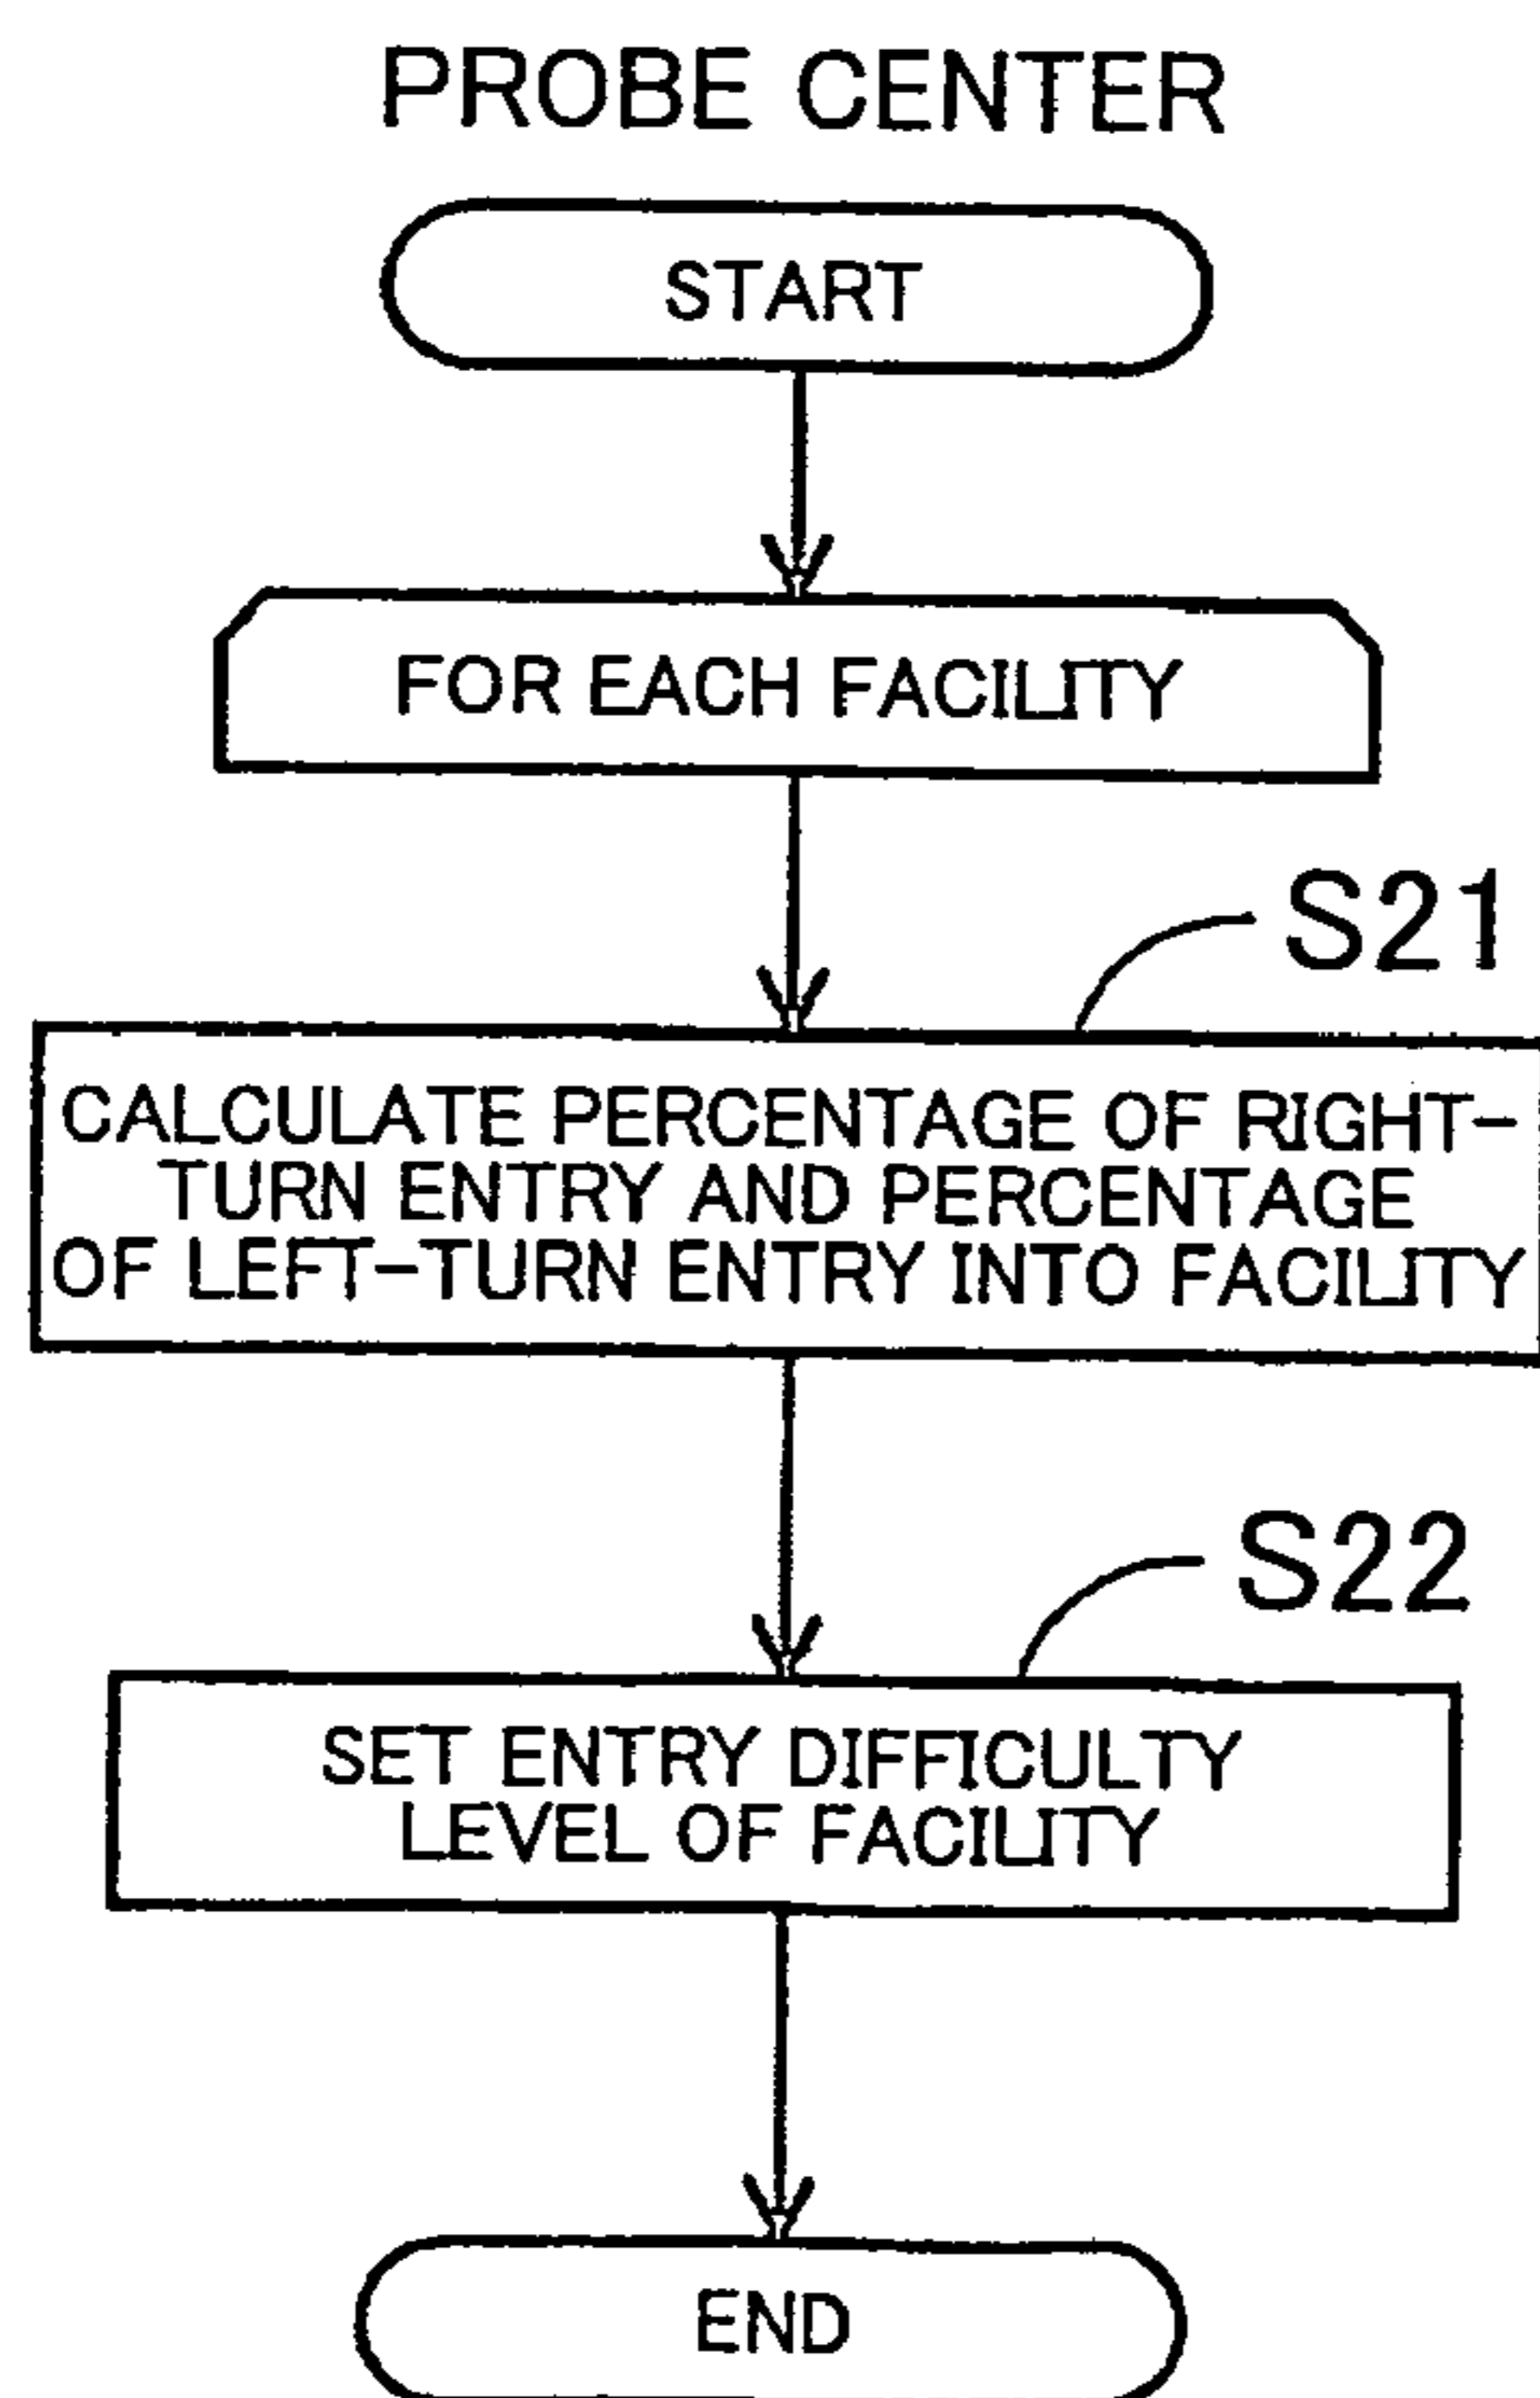 PROBE CENTER
START
FOR EACH FACILITY
S21
CALCULATE PERCENTAGE OF RIGHT-
TURN ENTRY AND PERCENTAGE
OF LEFT-TURN ENTRY INTO FACILITY
S22
SET ENTRY DIFFICULTY
LEVEL OF FACILITY
END